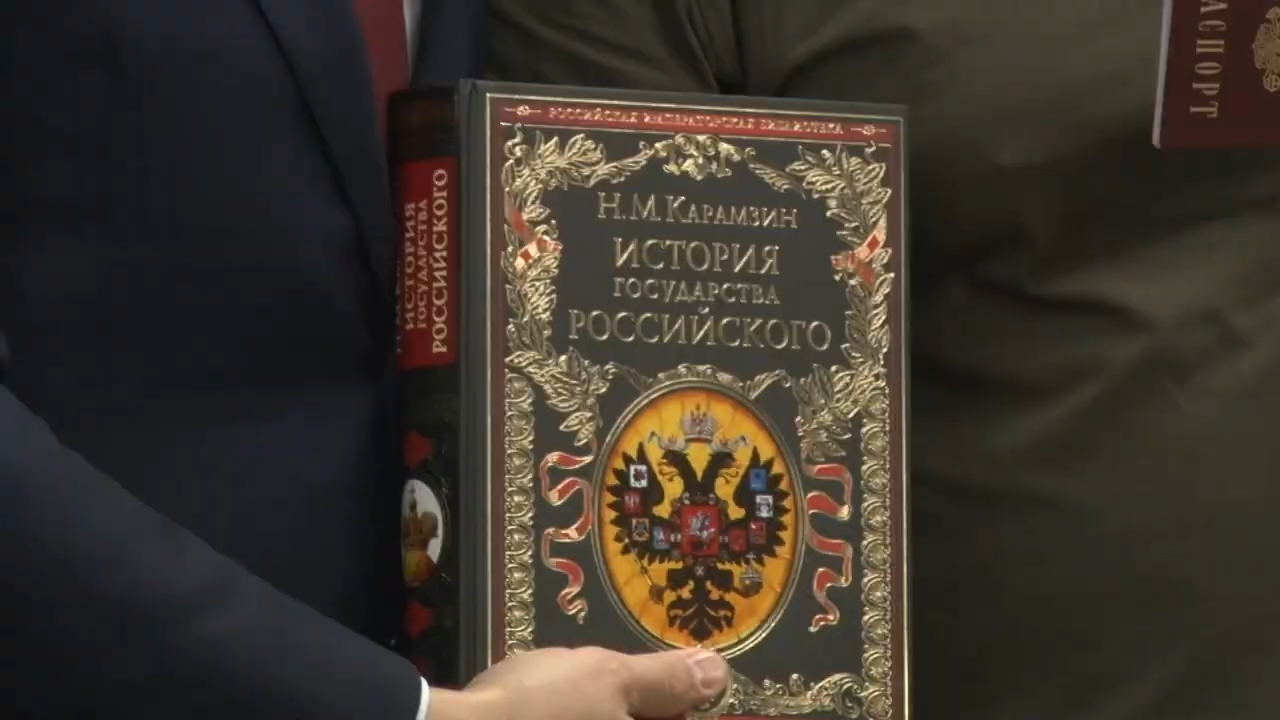 РОССИЙСКАЯ ИМПЕРАТОРСКАЯ БИБЛИОТЕКА
Н.М. КАРАМЗИН
ИСТОРИЯ
ГОСУДАРСТВА
РОССИЙСКОГО
ИСТОРИЯ
ГОСУДАРСТВА
РОССИЙСКОГО
АСПОРТ